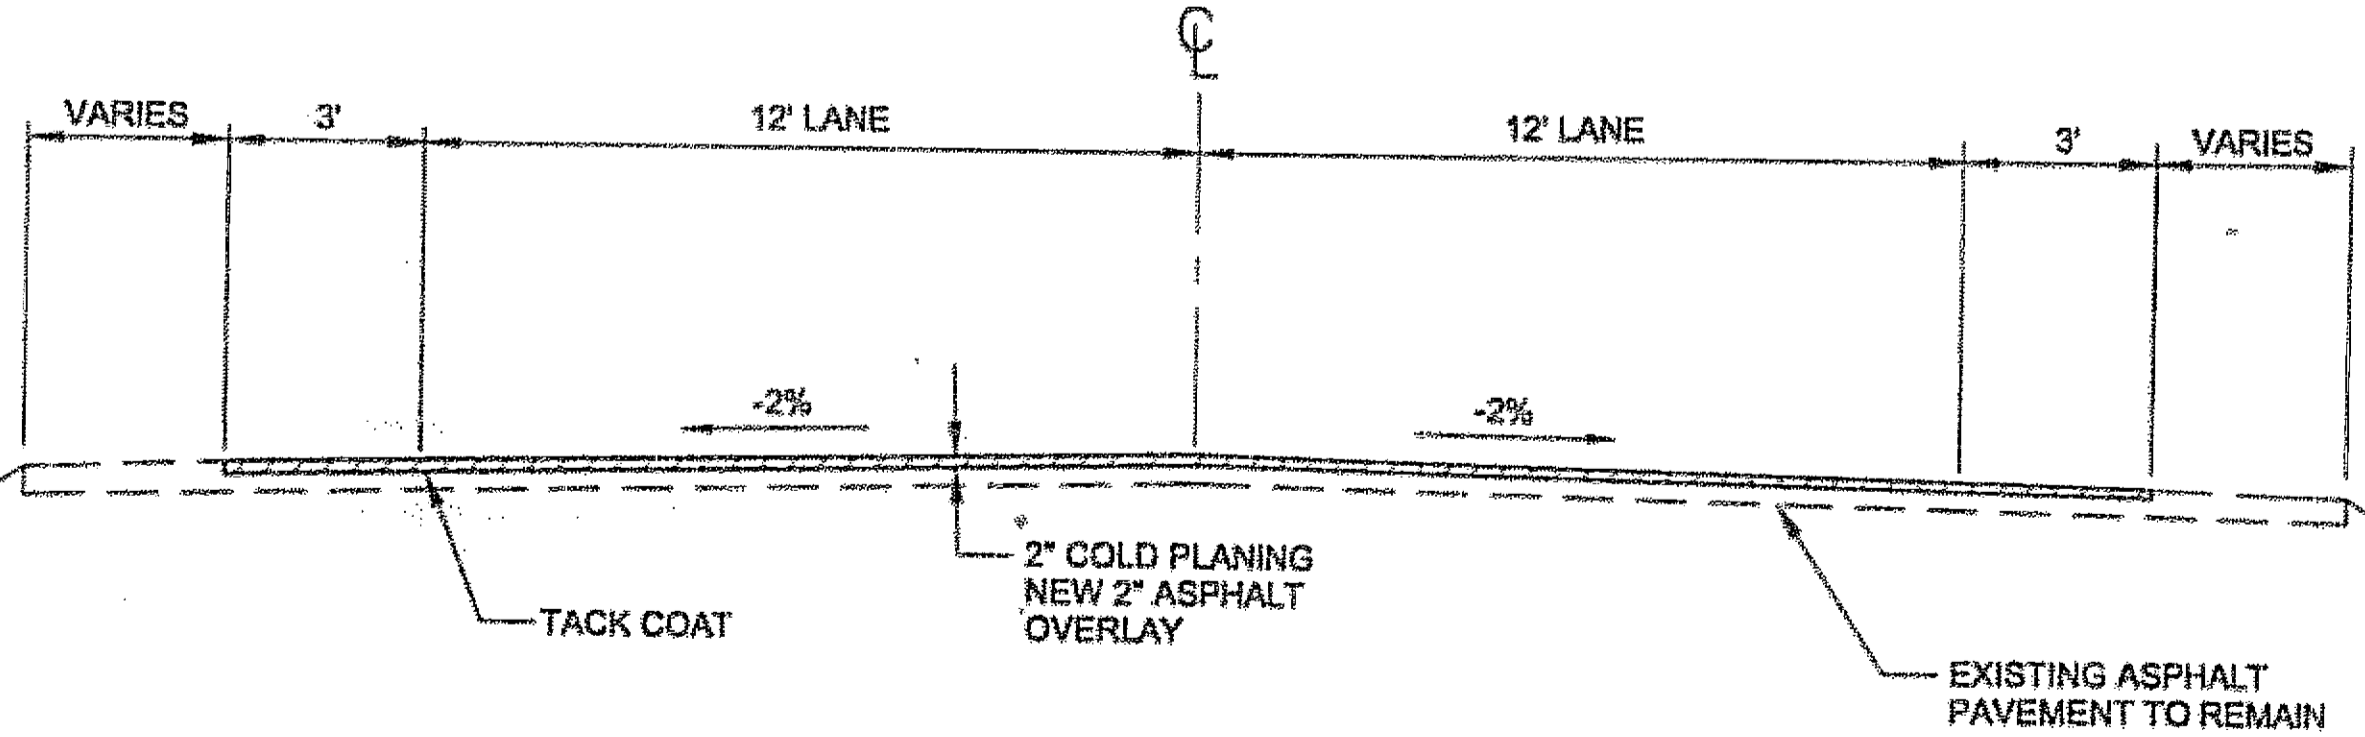 ℄
VARIES
3'
12' LANE
12' LANE
3'
VARIES
-2%
-2%
2" COLD PLANING
NEW 2" ASPHALT
OVERLAY
TACK COAT
EXISTING ASPHALT
PAVEMENT TO REMAIN